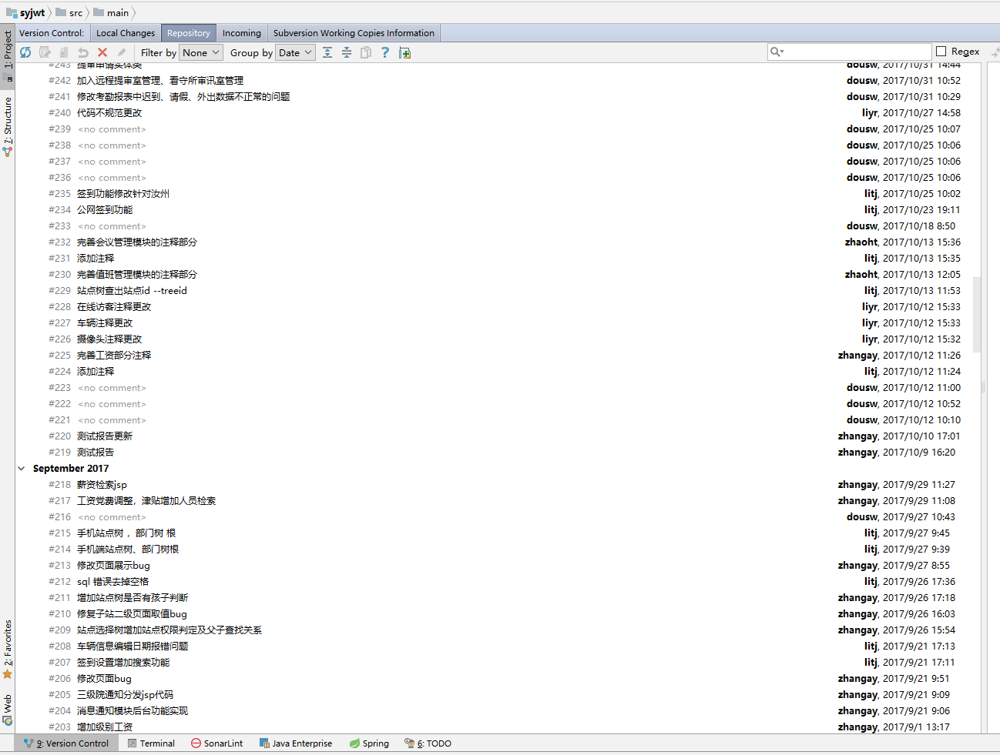 syjwt src main
Version Control: Local Changes Repository Incoming Subversion Working Copies Information
Filter by None Group by Date Regex
#243 提审申请实体类 dousw, 2017/10/31 14:44
#242 加入远程提审室管理、看守所审讯室管理 dousw, 2017/10/31 10:52
#241 修改考勤报表中迟到、请假、外出数据不正常的问题 dousw, 2017/10/31 10:29
#240 代码不规范更改 liyr, 2017/10/27 14:58
#239 <no comment> dousw, 2017/10/25 10:07
#238 <no comment> dousw, 2017/10/25 10:06
#237 <no comment> dousw, 2017/10/25 10:06
#236 <no comment> dousw, 2017/10/25 10:06
#235 签到功能修改针对汝州 litj, 2017/10/25 10:02
#234 公网签到功能 litj, 2017/10/23 19:11
#233 <no comment> dousw, 2017/10/18 8:50
#232 完善会议管理模块的注释部分 zhaoht, 2017/10/13 15:36
#231 添加注释 litj, 2017/10/13 15:35
#230 完善值班管理模块的注释部分 zhaoht, 2017/10/13 12:05
#229 站点树查出站点id --treeid litj, 2017/10/13 11:53
#228 在线访客注释更改 liyr, 2017/10/12 15:33
#227 车辆注释更改 liyr, 2017/10/12 15:33
#226 摄像头注释更改 liyr, 2017/10/12 15:32
#225 完善工资部分注释 zhangay, 2017/10/12 11:26
#224 添加注释 litj, 2017/10/12 11:24
#223 <no comment> dousw, 2017/10/12 11:00
#222 <no comment> dousw, 2017/10/12 10:52
#221 <no comment> dousw, 2017/10/12 10:10
#220 测试报告更新 zhangay, 2017/10/10 17:01
#219 测试报告 zhangay, 2017/10/9 16:20
September 2017
#218 薪资检索jsp zhangay, 2017/9/29 11:27
#217 工资党费调整，津贴增加人员检索 zhangay, 2017/9/29 11:08
#216 <no comment> dousw, 2017/9/27 10:43
#215 手机站点树 ，部门树 根 litj, 2017/9/27 9:45
#214 手机端站点树、部门树根 litj, 2017/9/27 9:39
#213 修改页面展示bug zhangay, 2017/9/27 8:55
#212 sql 错误去掉空格 litj, 2017/9/26 17:36
#211 增加站点树是否有孩子判断 zhangay, 2017/9/26 17:18
#210 修复子站二级页面取值bug zhangay, 2017/9/26 16:03
#209 站点选择树增加站点权限判定及父子查找关系 zhangay, 2017/9/26 15:54
#208 车辆信息编辑日期报错问题 litj, 2017/9/21 17:13
#207 签到设置增加搜索功能 litj, 2017/9/21 17:11
#206 修改页面bug zhangay, 2017/9/21 9:51
#205 三级院通知分发jsp代码 zhangay, 2017/9/21 9:09
#204 消息通知模块后台功能实现 zhangay, 2017/9/21 9:06
#203 增加级别工资 zhangay, 2017/9/1 13:17
1: Project
7: Structure
2: Favorites
Web
9: Version Control Terminal SonarLint Java Enterprise Spring 6: TODO